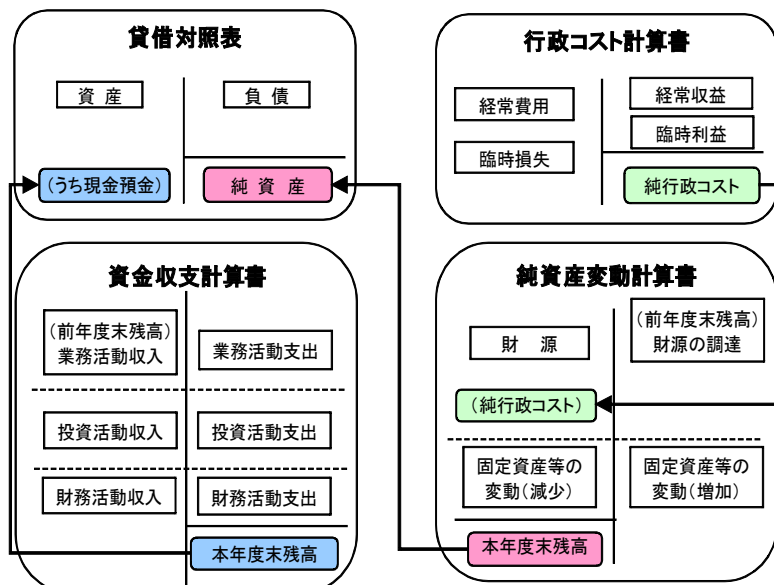 貸借対照表
資 産
負 債
(うち現金預金)
純 資 産
行政コスト計算書
経常費用
経常収益
臨時利益
臨時損失
純行政コスト
資金収支計算書
(前年度末残高)
業務活動収入
業務活動支出
投資活動収入
投資活動支出
財務活動収入
財務活動支出
本年度末残高
純資産変動計算書
財 源
(前年度末残高)
財源の調達
(純行政コスト)
固定資産等の
変動(減少)
固定資産等の
変動(増加)
本年度末残高